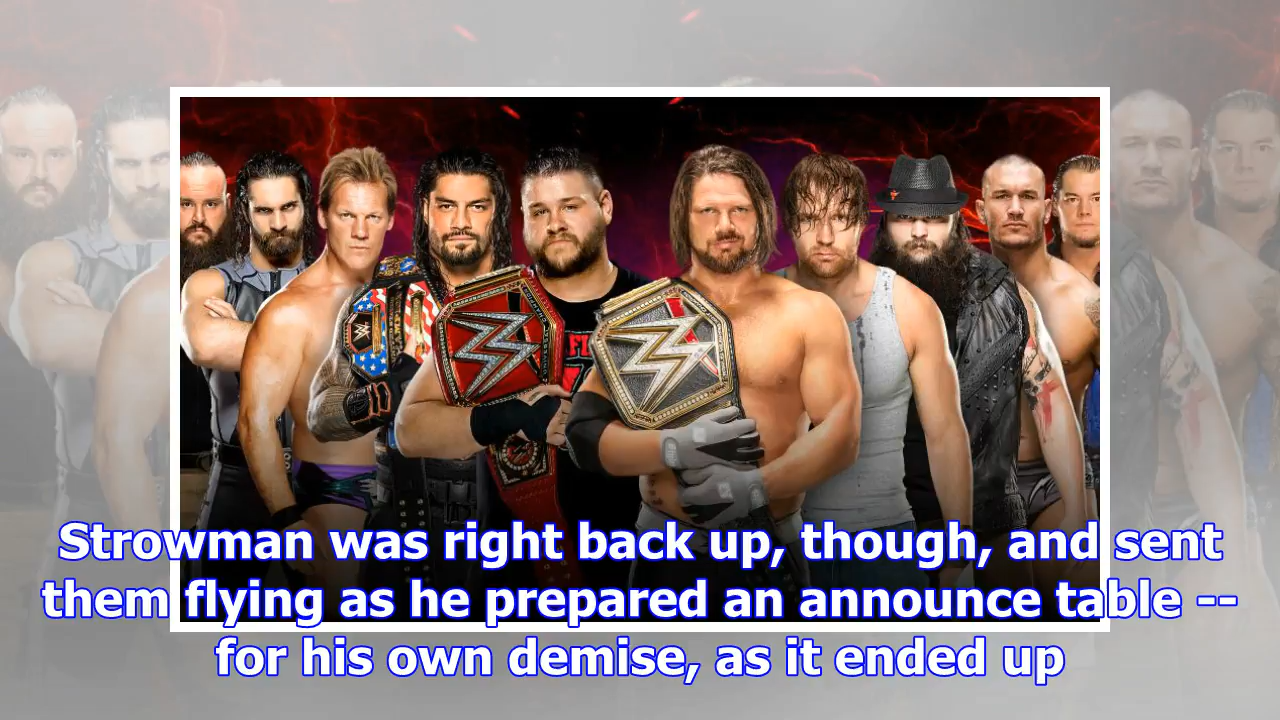 Strowman was right back up, though, and sent
them flying as he prepared an announce table --
for his own demise, as it ended up